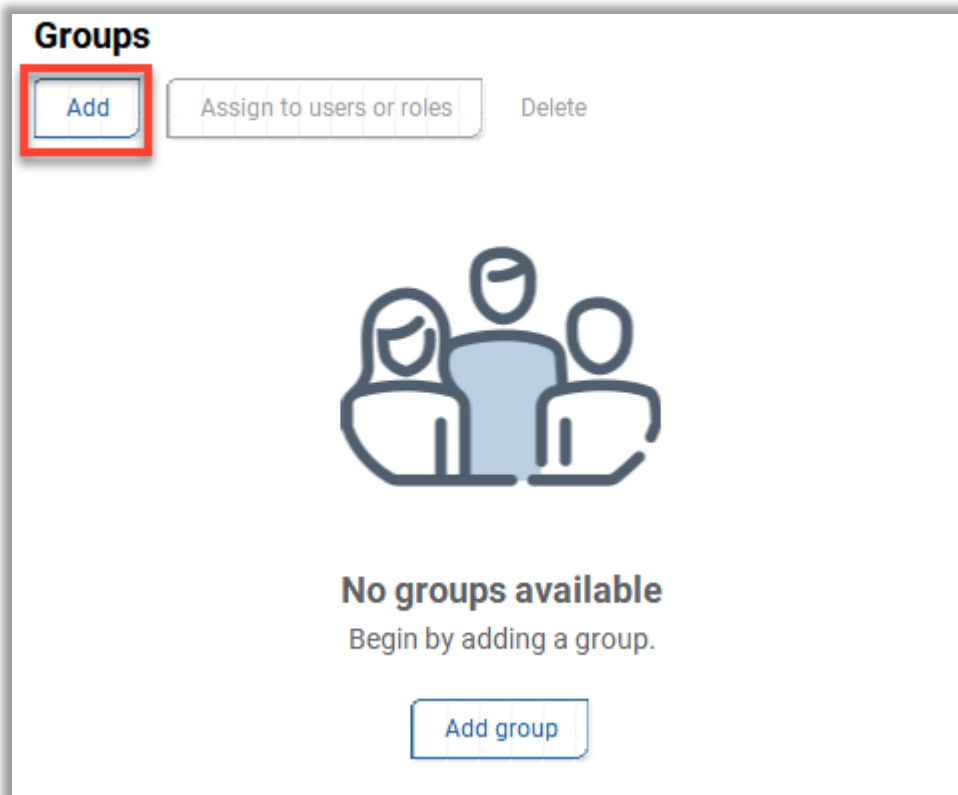 Groups
Add
Assign to users or roles
Delete
No groups available
Begin by adding a group.
Add group